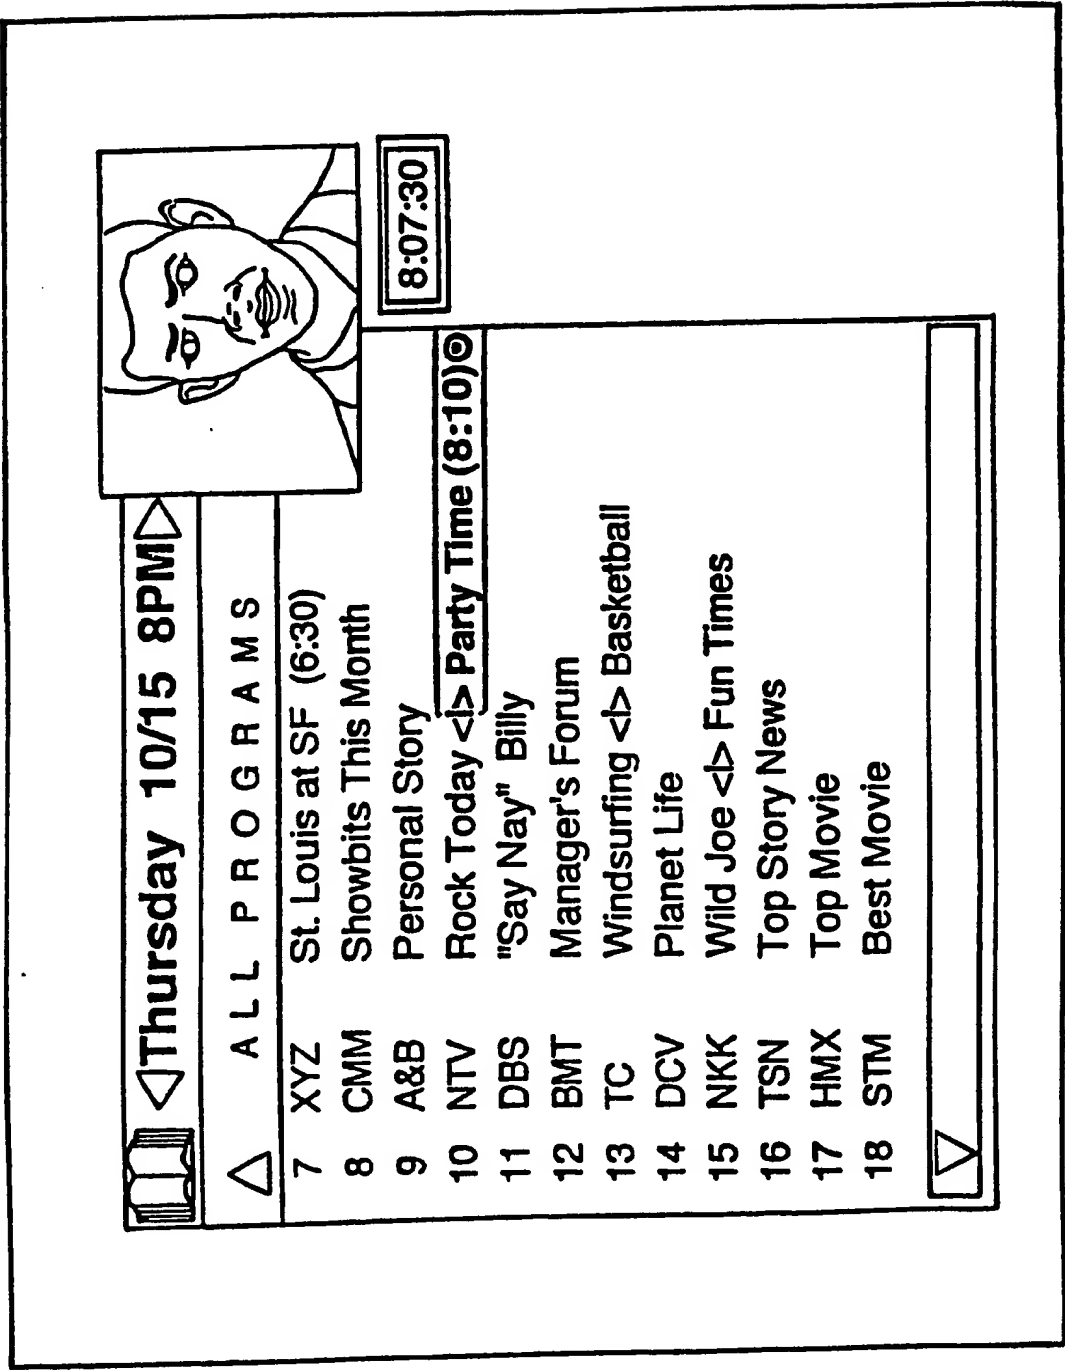 Thursday 10/15 8PM
ALL PROGRAMS
8:07:30
7 XYZ St. Louis at SF (6:30)
8 CMM Showbits This Month
9 A&B Personal Story
10 NTV Rock Today <|> Party Time (8:10)
11 DBS "Say Nay" Billy
12 BMT Manager's Forum
13 TC Windsurfing <|> Basketball
14 DCV Planet Life
15 NKK Wild Joe <|> Fun Times
16 TSN Top Story News
17 HMX Top Movie
18 STM Best Movie